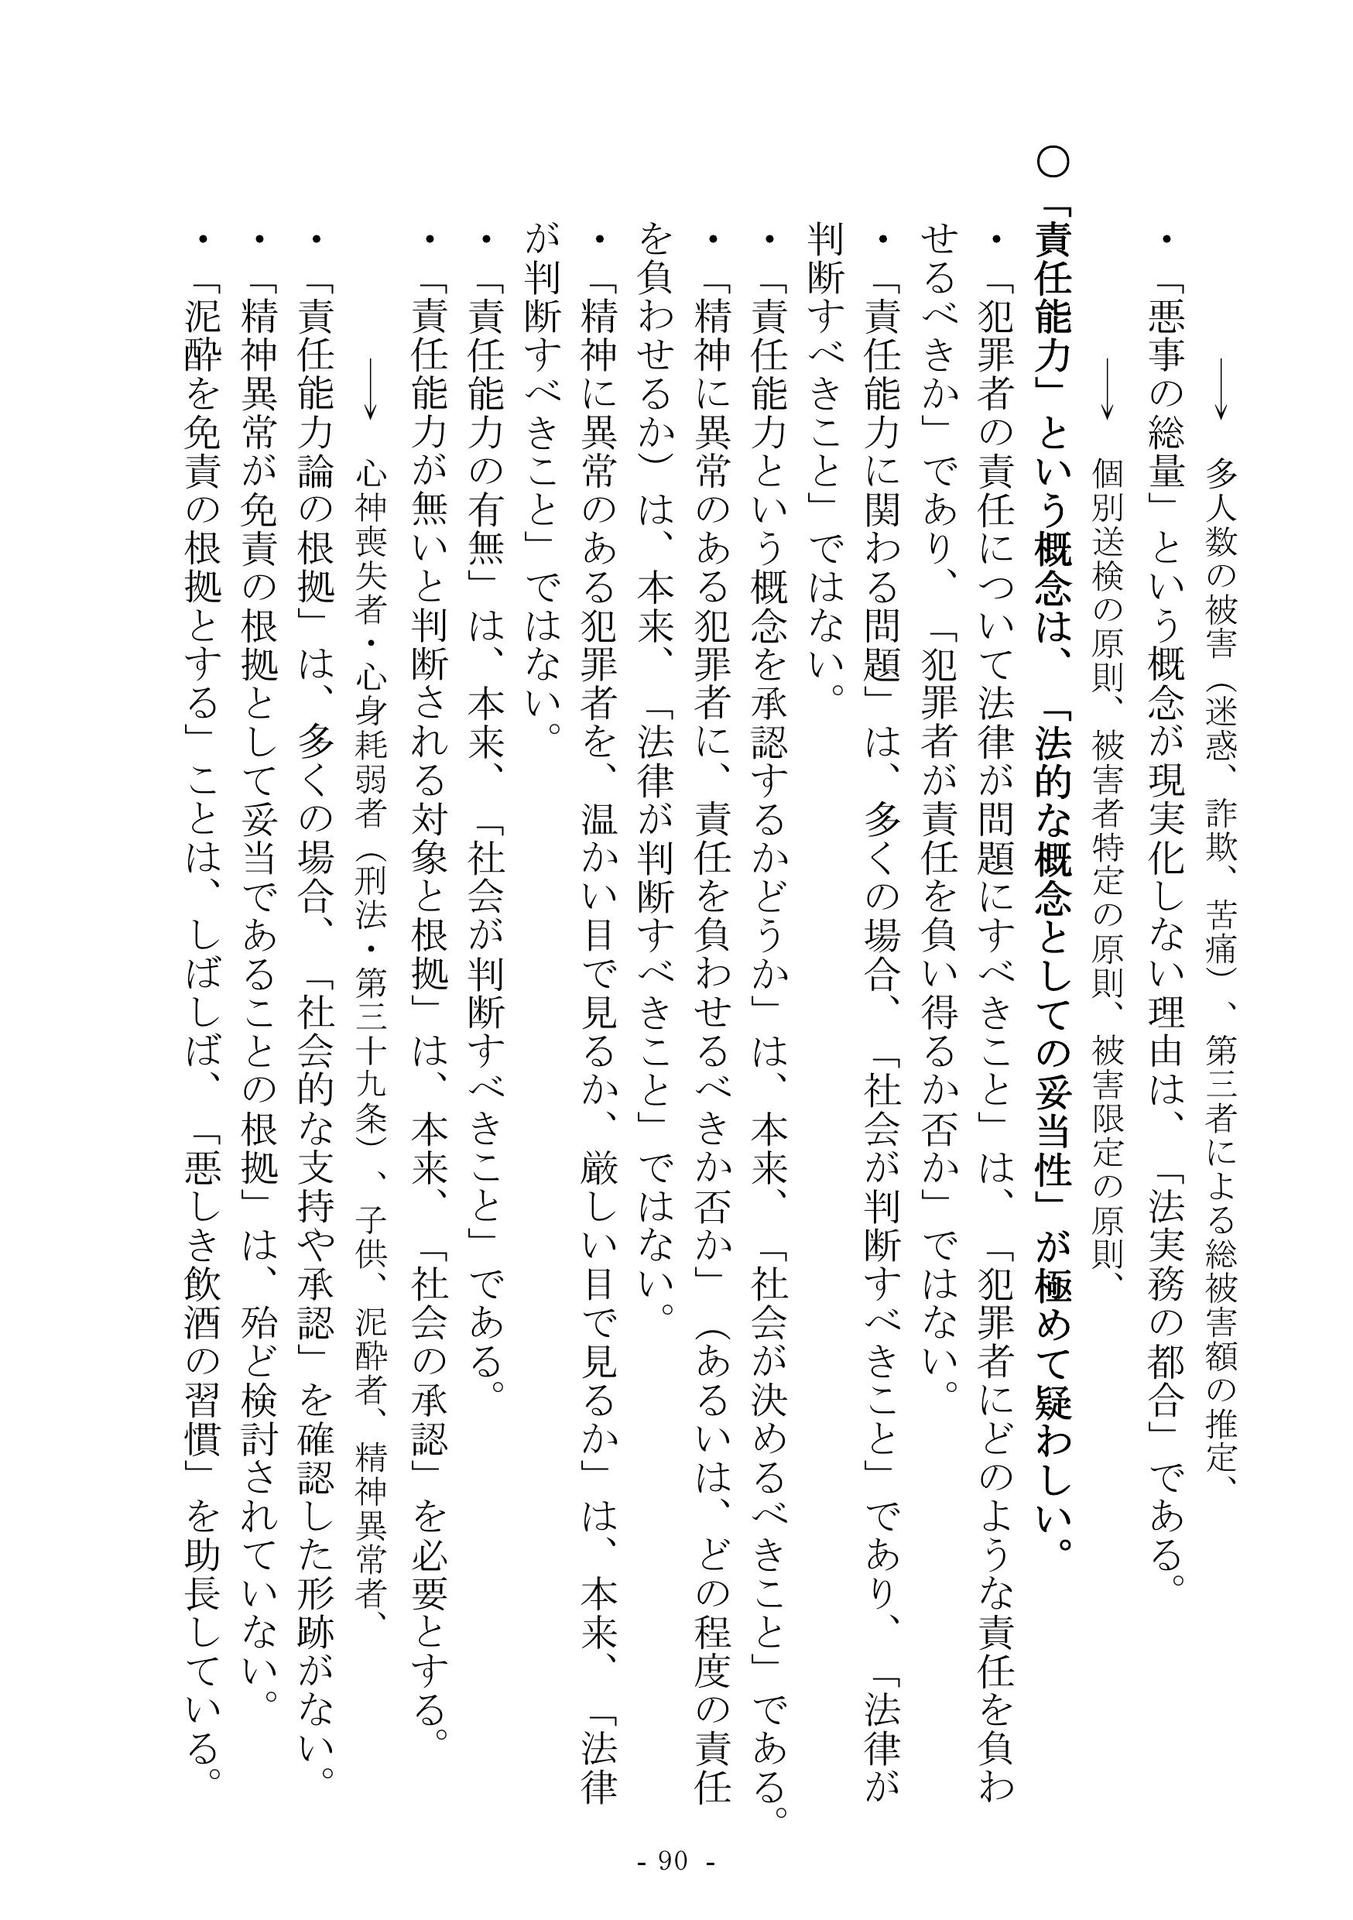 →　多人数の被害（迷惑、詐欺、苦痛）、第三者による総被害額の推定、
・「悪事の総量」という概念が現実化しない理由は、「法実務の都合」である。
→　個別送検の原則、被害者特定の原則、被害限定の原則、
○「責任能力」という概念は、「法的な概念としての妥当性」が極めて疑わしい。
・「犯罪者の責任について法律が問題にすべきこと」は、「犯罪者にどのような責任を負わ
せるべきか」であり、「犯罪者が責任を負い得るか否か」ではない。
・「責任能力に関わる問題」は、多くの場合、「社会が判断すべきこと」であり、「法律が
判断すべきこと」ではない。
・「責任能力という概念を承認するかどうか」は、本来、「社会が決めるべきこと」である。
・「精神に異常のある犯罪者に、責任を負わせるべきか否か」（あるいは、どの程度の責任
を負わせるか）は、本来、「法律が判断すべきこと」ではない。
・「精神に異常のある犯罪者を、温かい目で見るか、厳しい目で見るか」は、本来、「法律
が判断すべきこと」ではない。
・「責任能力の有無」は、本来、「社会が判断すべきこと」である。
・「責任能力が無いと判断される対象と根拠」は、本来、「社会の承認」を必要とする。
→　心神喪失者・心身耗弱者（刑法・第三十九条）、子供、泥酔者、精神異常者、
・「責任能力論の根拠」は、多くの場合、「社会的な支持や承認」を確認した形跡がない。
・「精神異常が免責の根拠として妥当であることの根拠」は、殆ど検討されていない。
・「泥酔を免責の根拠とする」ことは、しばしば、「悪しき飲酒の習慣」を助長している。
- 90 -